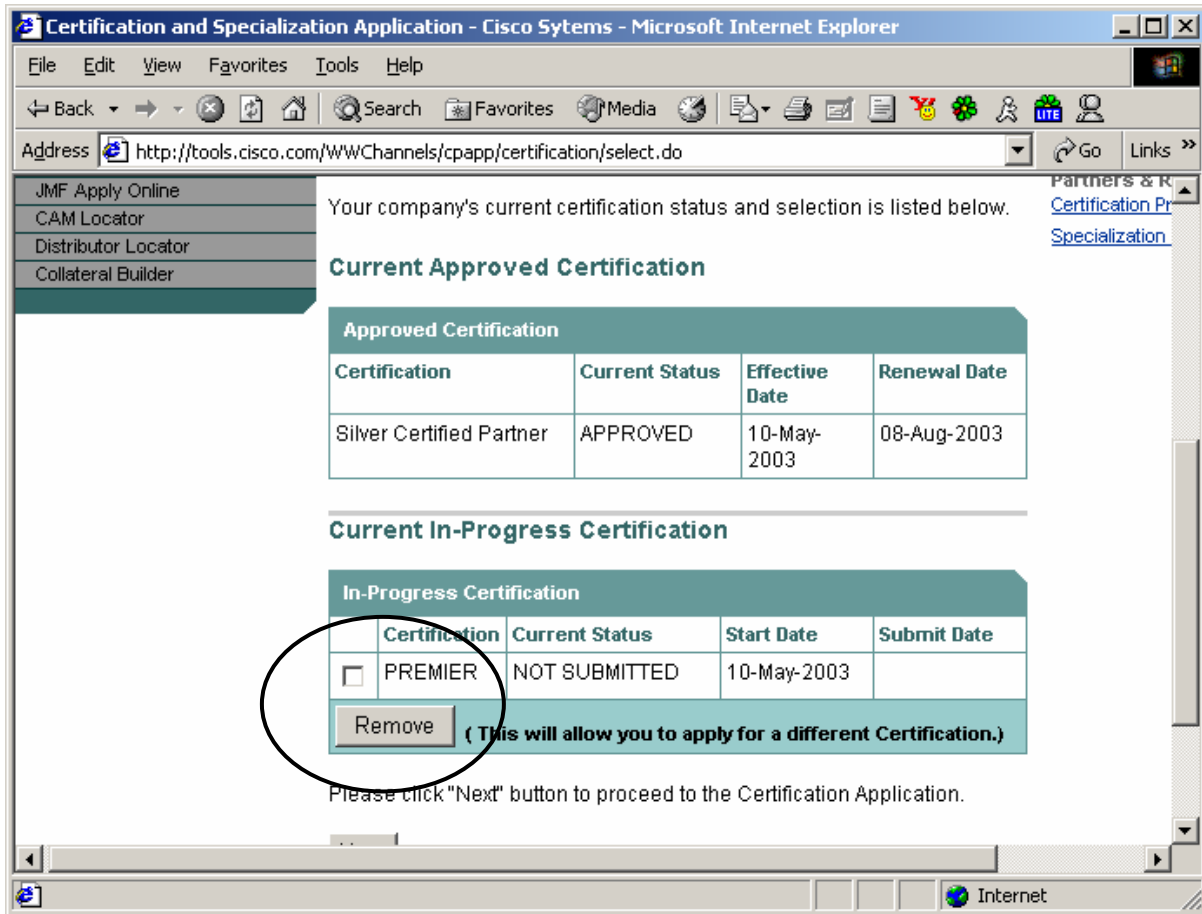 Certification and Specialization Application - Cisco Sytems - Microsoft Internet Explorer
File Edit View Favorites Tools Help
Back Search Favorites Media LITE
Address http://tools.cisco.com/WWChannels/cpapp/certification/select.do Go Links »
JMF Apply Online
CAM Locator
Distributor Locator
Collateral Builder
Your company's current certification status and selection is listed below.
Partners & R
Certification Pr
Specialization
Current Approved Certification
Approved Certification
Certification Current Status Effective Date Renewal Date
Silver Certified Partner APPROVED 10-May-2003 08-Aug-2003
Current In-Progress Certification
In-Progress Certification
Certification Current Status Start Date Submit Date
PREMIER NOT SUBMITTED 10-May-2003
Remove ( This will allow you to apply for a different Certification.)
Please click "Next" button to proceed to the Certification Application.
Internet